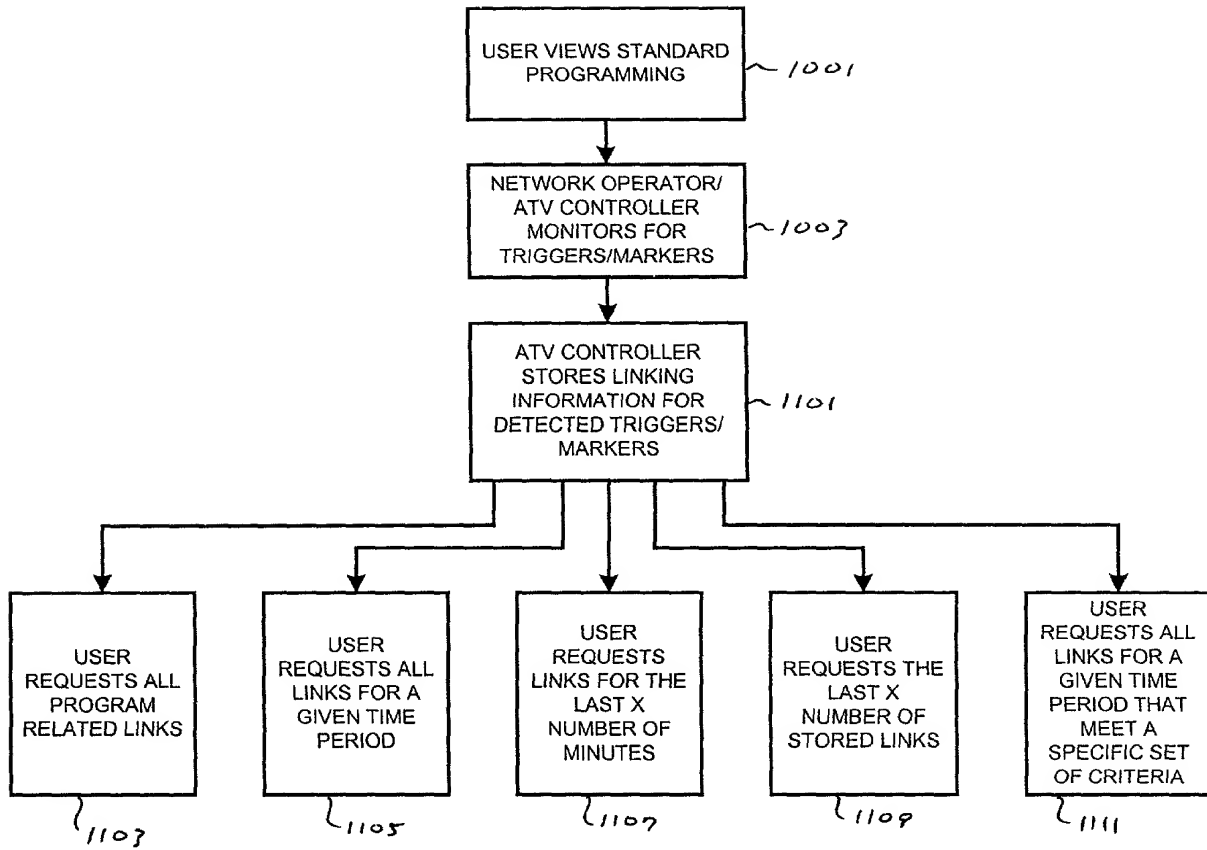 USER VIEWS STANDARD
PROGRAMMING
1001
NETWORK OPERATOR/
ATV CONTROLLER
MONITORS FOR
TRIGGERS/MARKERS
1003
ATV CONTROLLER
STORES LINKING
INFORMATION FOR
DETECTED TRIGGERS/
MARKERS
1101
USER
REQUESTS ALL
PROGRAM
RELATED LINKS
1103
USER
REQUESTS ALL
LINKS FOR A
GIVEN TIME
PERIOD
1105
USER
REQUESTS
LINKS FOR THE
LAST X
NUMBER OF
MINUTES
1107
USER
REQUESTS THE
LAST X
NUMBER OF
STORED LINKS
1109
USER
REQUESTS ALL
LINKS FOR A
GIVEN TIME
PERIOD THAT
MEET A
SPECIFIC SET
OF CRITERIA
1111